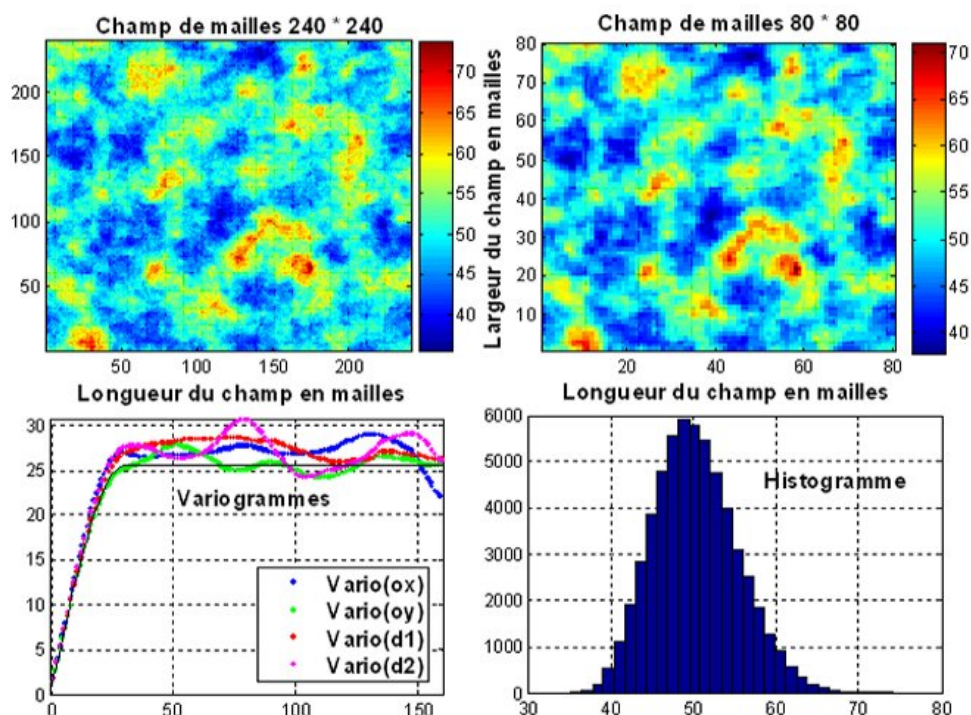 Champ de mailles 240 * 240
200
150
100
50
50 100 150 200
70
65
60
55
50
45
40
Longueur du champ en mailles
Champ de mailles 80 * 80
Largeur du champ en mailles
80
70
60
50
40
30
20
10
20 40 60 80
70
65
60
55
50
45
40
Longueur du champ en mailles
30
25
20
15
10
5
0
0 50 100 150
Variogrammes
Vario(ox)
Vario(oy)
Vario(d1)
Vario(d2)
6000
5000
4000
3000
2000
1000
0
30 40 50 60 70 80
Histogramme